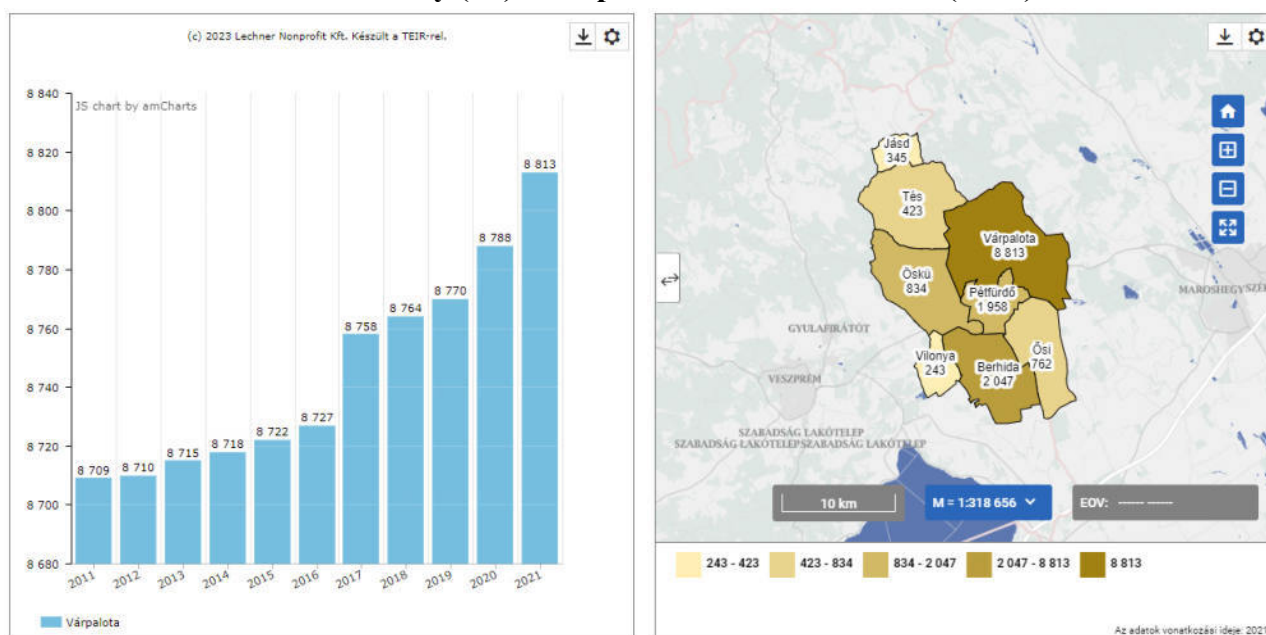 (c) 2023 Lechner Nonprofit Kft. Készült a TEIR-rel.
JS chart by amCharts
8 840
8 820
8 800
8 780
8 760
8 740
8 720
8 700
8 680
8 709
8 710
8 715
8 718
8 722
8 727
8 758
8 764
8 770
8 788
8 813
2011
2012
2013
2014
2015
2016
2017
2018
2019
2020
2021
Várpalota
Jásd
345
Tés
423
Várpalota
8 813
Öskü
834
Pétfürdő
1 958
Vilonya
243
Berhida
2 047
Ősi
762
MAROSHEGY
GYULAFIRÁTÓT
VESZPRÉM
SZABADSÁG LAKÓTELEP
SZABADSÁG LAKÓTELEPSZABADSÁG LAKÓTELEP
10 km
M = 1:318 656
EOV: ------ ------
243 - 423
423 - 834
834 - 2 047
2 047 - 8 813
8 813
Az adatok vonatkozási ideje: 2021